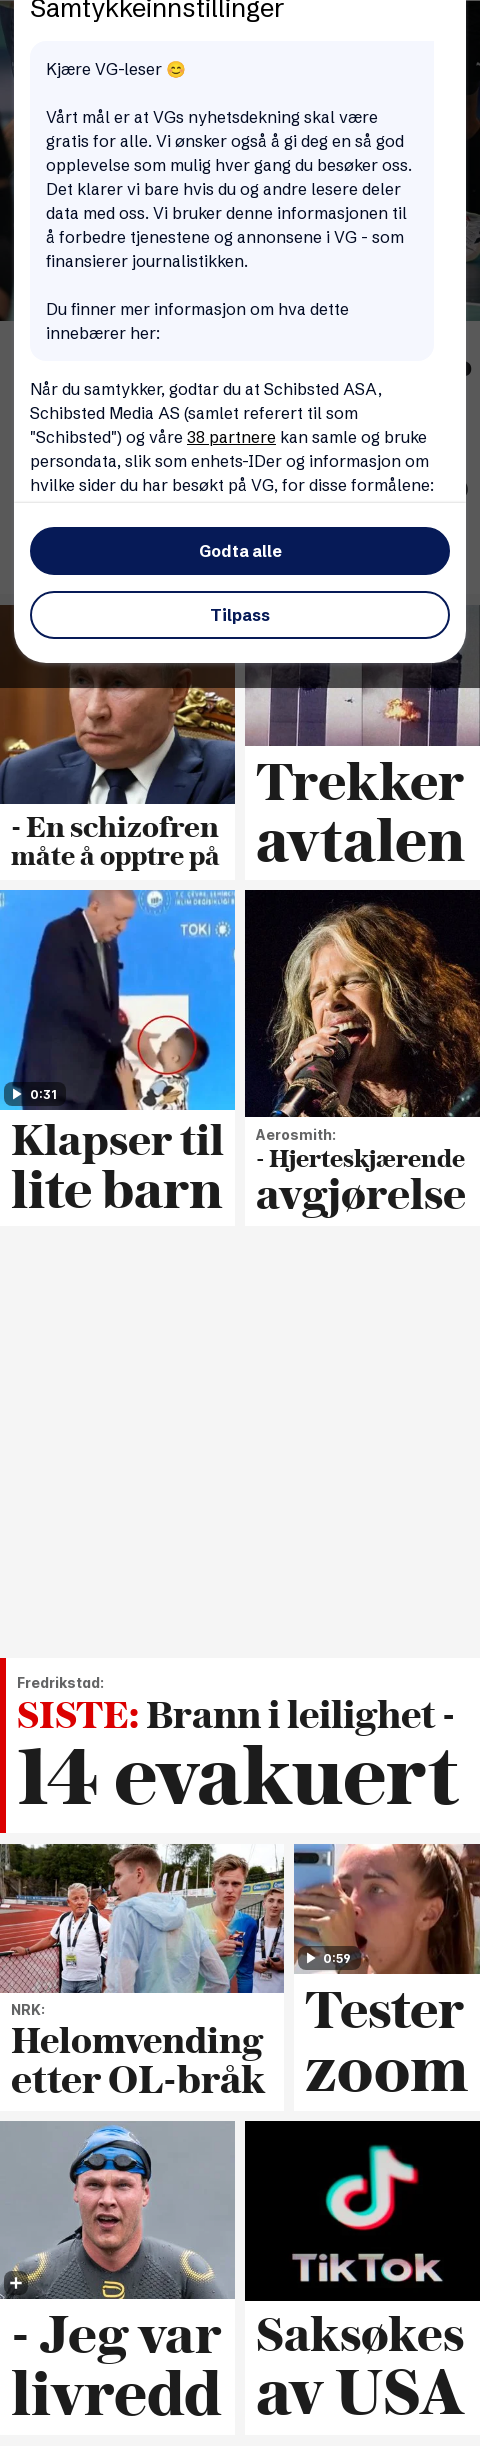 Samtykkeinnstillinger
Kjære VG-leser 😊
Vårt mål er at VGs nyhetsdekning skal være
gratis for alle. Vi ønsker også å gi deg en så god
opplevelse som mulig hver gang du besøker oss.
Det klarer vi bare hvis du og andre lesere deler
data med oss. Vi bruker denne informasjonen til
å forbedre tjenestene og annonsene i VG - som
finansierer journalistikken.
Du finner mer informasjon om hva dette
innebærer her:
Når du samtykker, godtar du at Schibsted ASA,
Schibsted Media AS (samlet referert til som
"Schibsted") og våre 38 partnere kan samle og bruke
persondata, slik som enhets-IDer og informasjon om
hvilke sider du har besøkt på VG, for disse formålene:
Godta alle
Tilpass
- En schizofren
måte å opptre på
Trekker
avtalen
TOKİ
0:31
Klapser til
lite barn
Aerosmith:
- Hjerteskjærende
avgjørelse
Fredrikstad:
SISTE: Brann i leilighet -
14 evakuert
NRK:
Helomvending
etter OL-bråk
0:59
Tester
zoom
- Jeg var
livredd
TikTok
Saksøkes
av USA